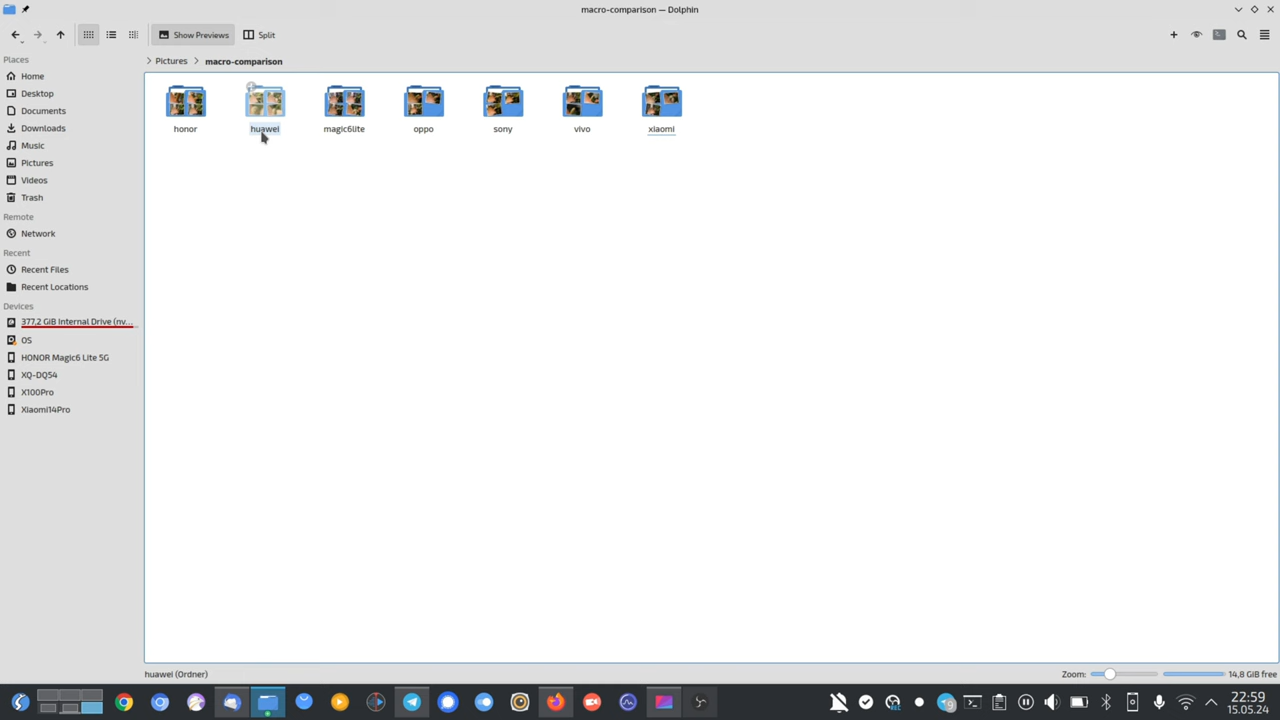 macro-comparison — Dolphin
Show Previews
Split
Places
Pictures
macro-comparison
Home
Desktop
Documents
Downloads
Music
Pictures
Videos
Trash
Remote
Network
Recent
Recent Files
Recent Locations
Devices
377,2 GiB Internal Drive (nv...
OS
HONOR Magic6 Lite 5G
XQ-DQ54
X100Pro
Xiaomi14Pro
honor
huawei
magic6lite
oppo
sony
vivo
xiaomi
huawei (Ordner)
Zoom:
14,8 GiB free
22:59
15.05.24